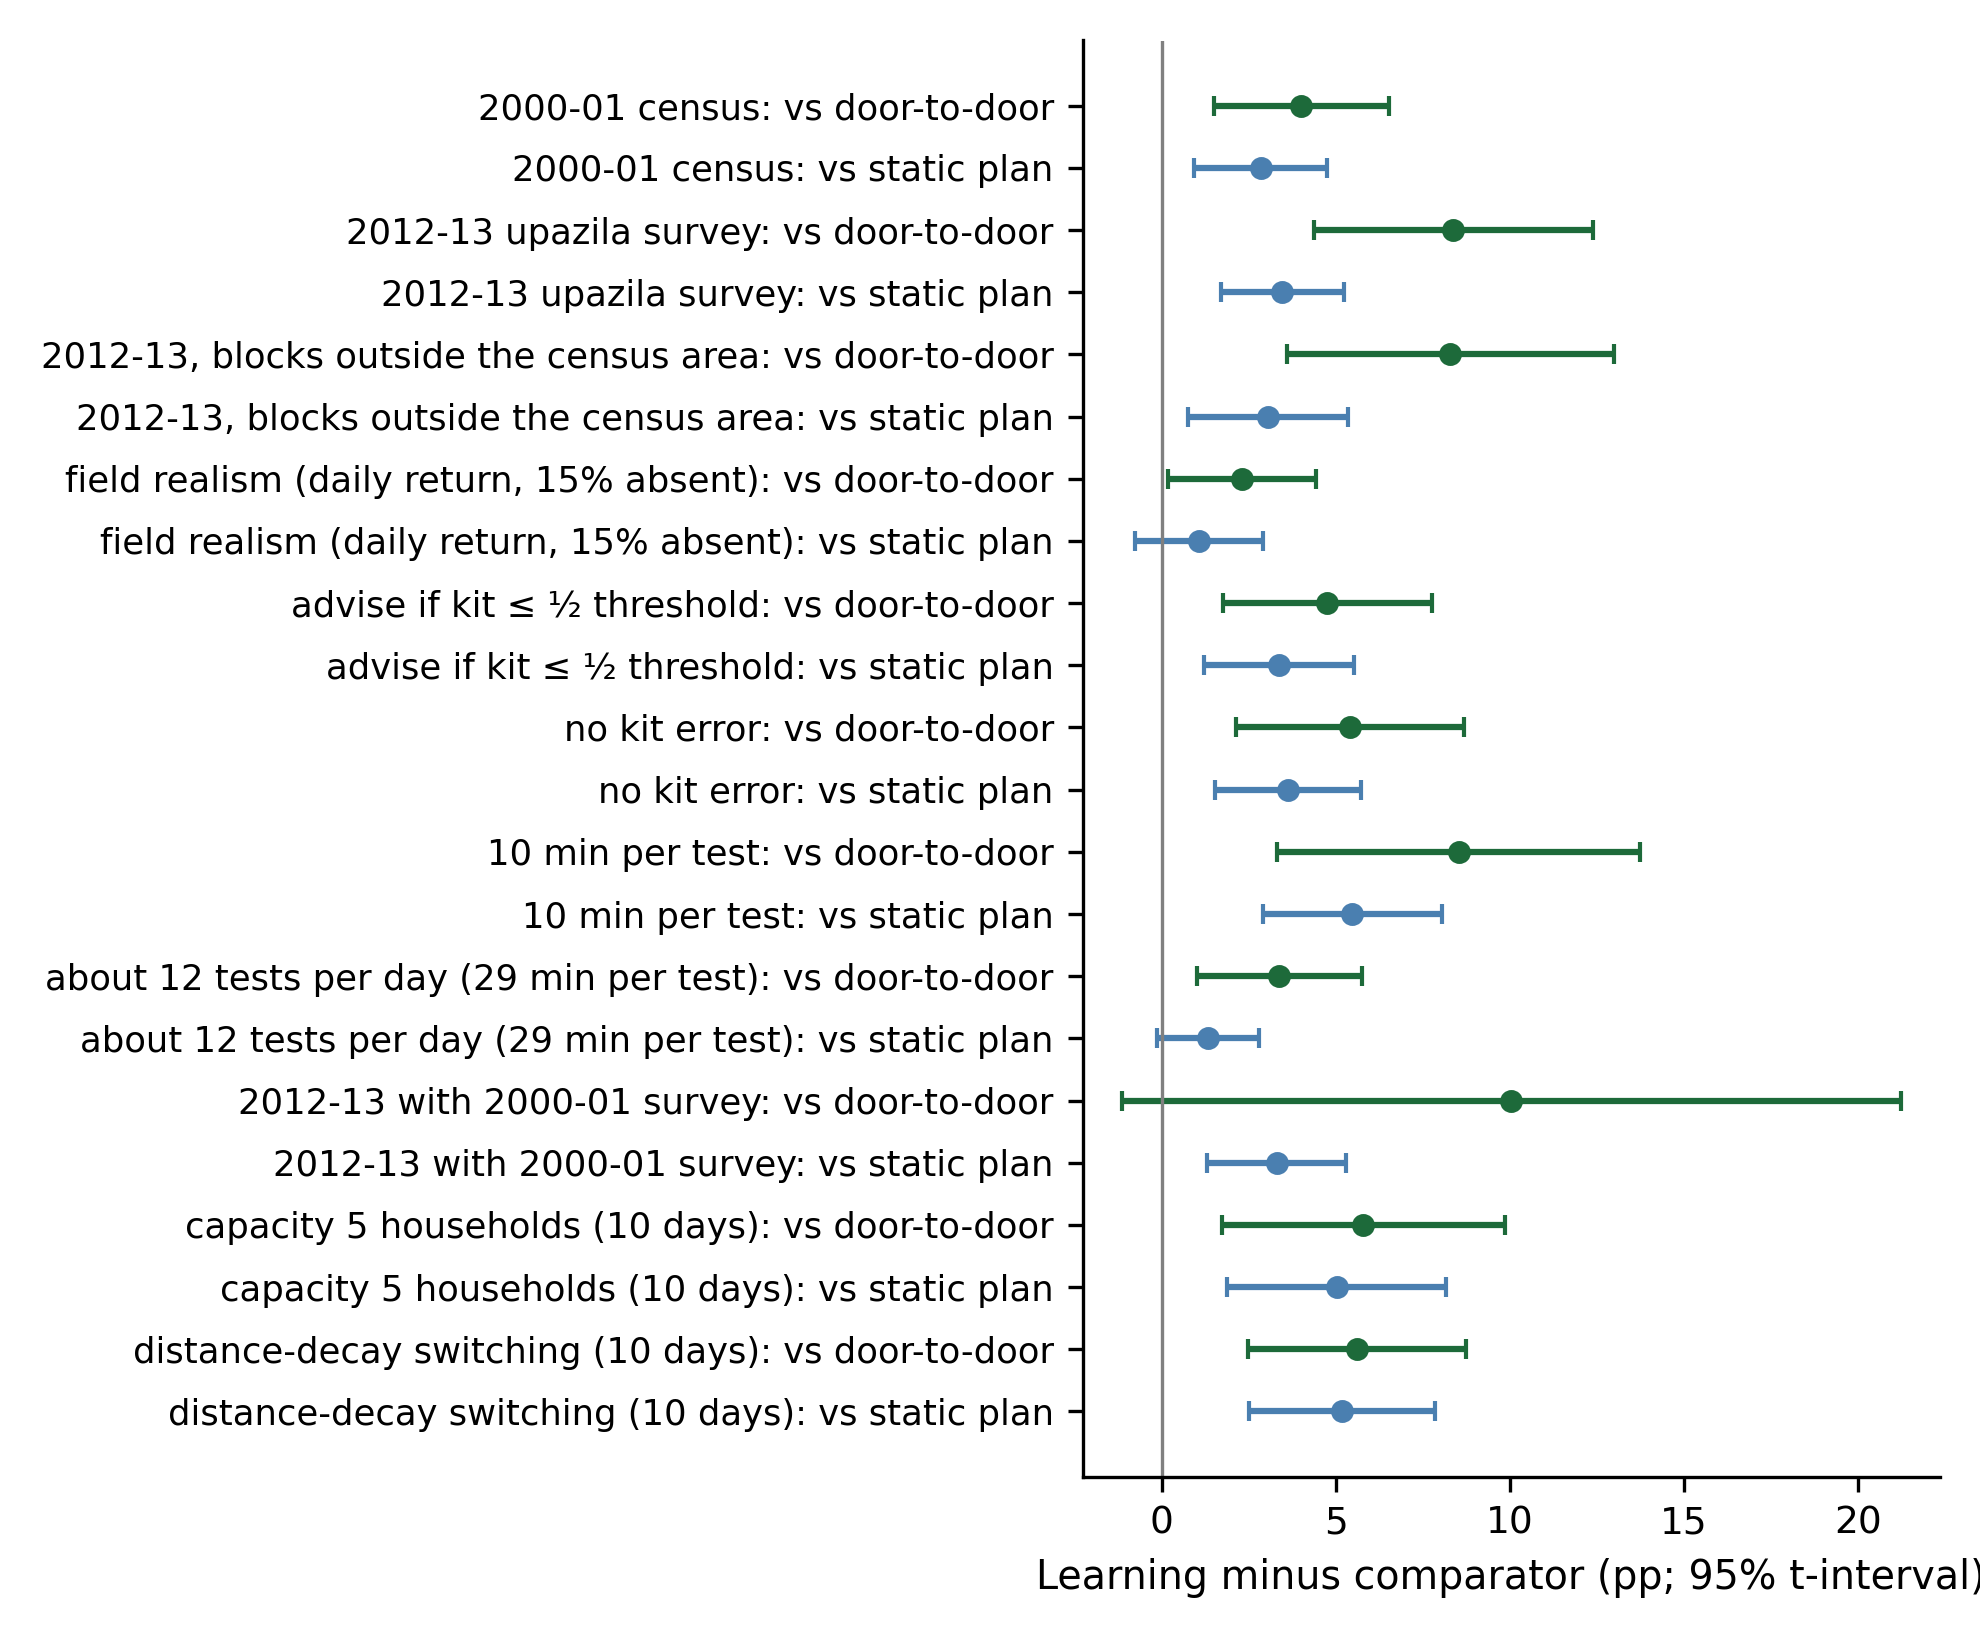 2000-01 census: vs door-to-door
2000-01 census: vs static plan
2012-13 upazila survey: vs door-to-door
2012-13 upazila survey: vs static plan
2012-13, blocks outside the census area: vs door-to-door
2012-13, blocks outside the census area: vs static plan
field realism (daily return, 15% absent): vs door-to-door
field realism (daily return, 15% absent): vs static plan
advise if kit ≤ ½ threshold: vs door-to-door
advise if kit ≤ ½ threshold: vs static plan
no kit error: vs door-to-door
no kit error: vs static plan
10 min per test: vs door-to-door
10 min per test: vs static plan
about 12 tests per day (29 min per test): vs door-to-door
about 12 tests per day (29 min per test): vs static plan
2012-13 with 2000-01 survey: vs door-to-door
2012-13 with 2000-01 survey: vs static plan
capacity 5 households (10 days): vs door-to-door
capacity 5 households (10 days): vs static plan
distance-decay switching (10 days): vs door-to-door
distance-decay switching (10 days): vs static plan
0 5 10 15 20
Learning minus comparator (pp; 95% t-interval)